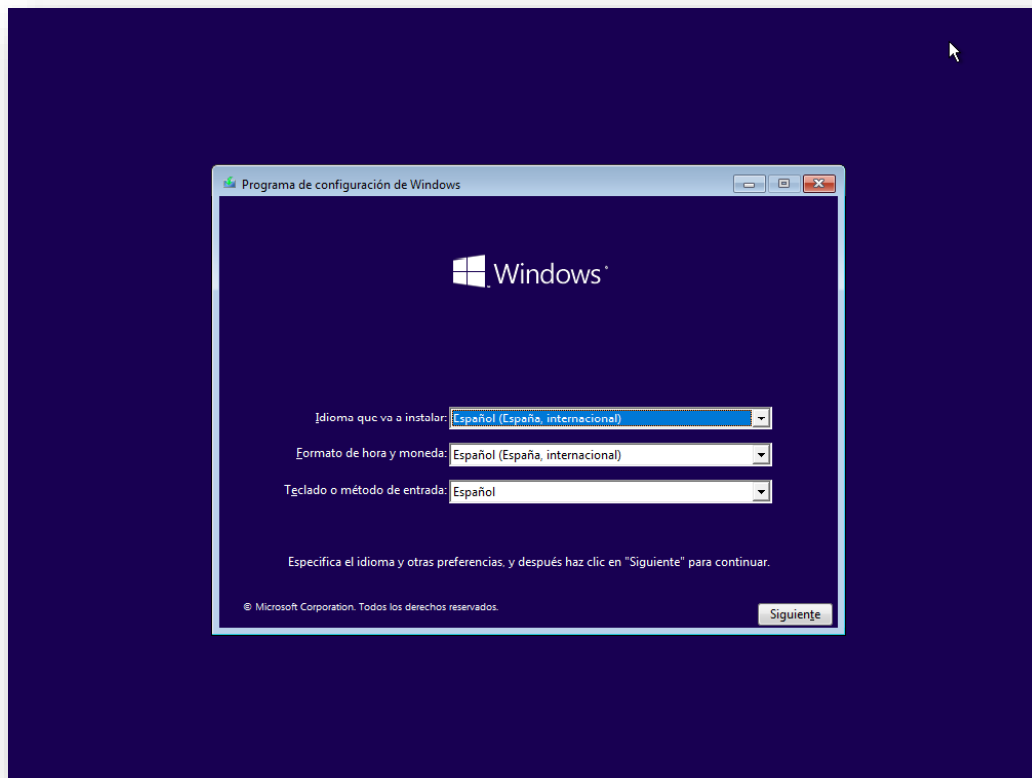 Programa de configuración de Windows
Windows
Idioma que va a instalar: Español (España, internacional)
Formato de hora y moneda: Español (España, internacional)
Teclado o método de entrada: Español
Especifica el idioma y otras preferencias, y después haz clic en "Siguiente" para continuar.
© Microsoft Corporation. Todos los derechos reservados.
Siguiente